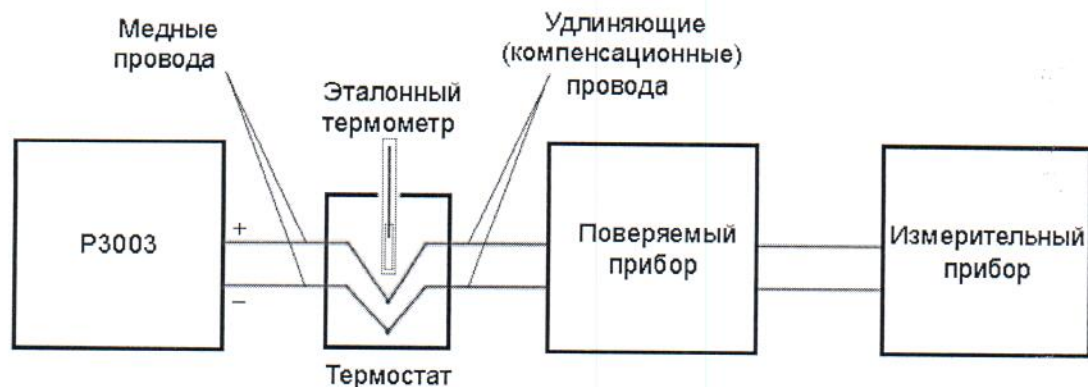 Медные
провода
Удлиняющие
(компенсационные)
провода
Эталонный
термометр
Р3003
+
–
Поверяемый
прибор
Измерительный
прибор
Термостат